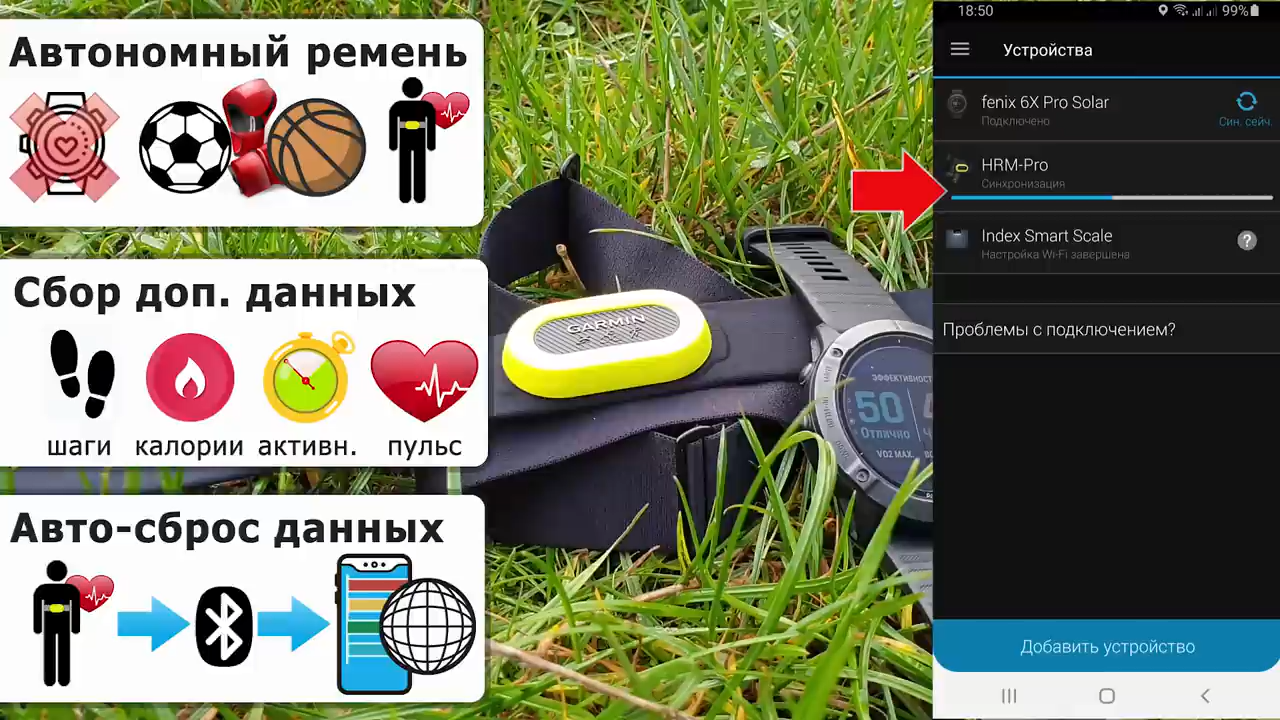 Автономный ремень
Сбор доп. данных
шаги калории активн. пульс
Авто-сброс данных
GARMIN
ЭФФЕКТИВНОСТ
50
Отлично
VO2 MAX.
18:50
99%
Устройства
fenix 6X Pro Solar
Подключено
Син. сейч.
HRM-Pro
Синхронизация
Index Smart Scale
Настройка Wi-Fi завершена
?
Проблемы с подключением?
Добавить устройство